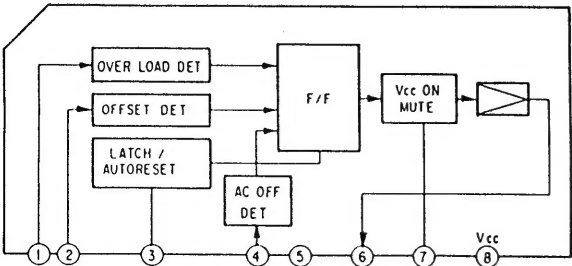 OVER LOAD DET
OFFSET DET
LATCH /
AUTORESET
F/F
AC OFF
DET
Vcc ON
MUTE
Vcc
1 2 3 4 5 6 7 8